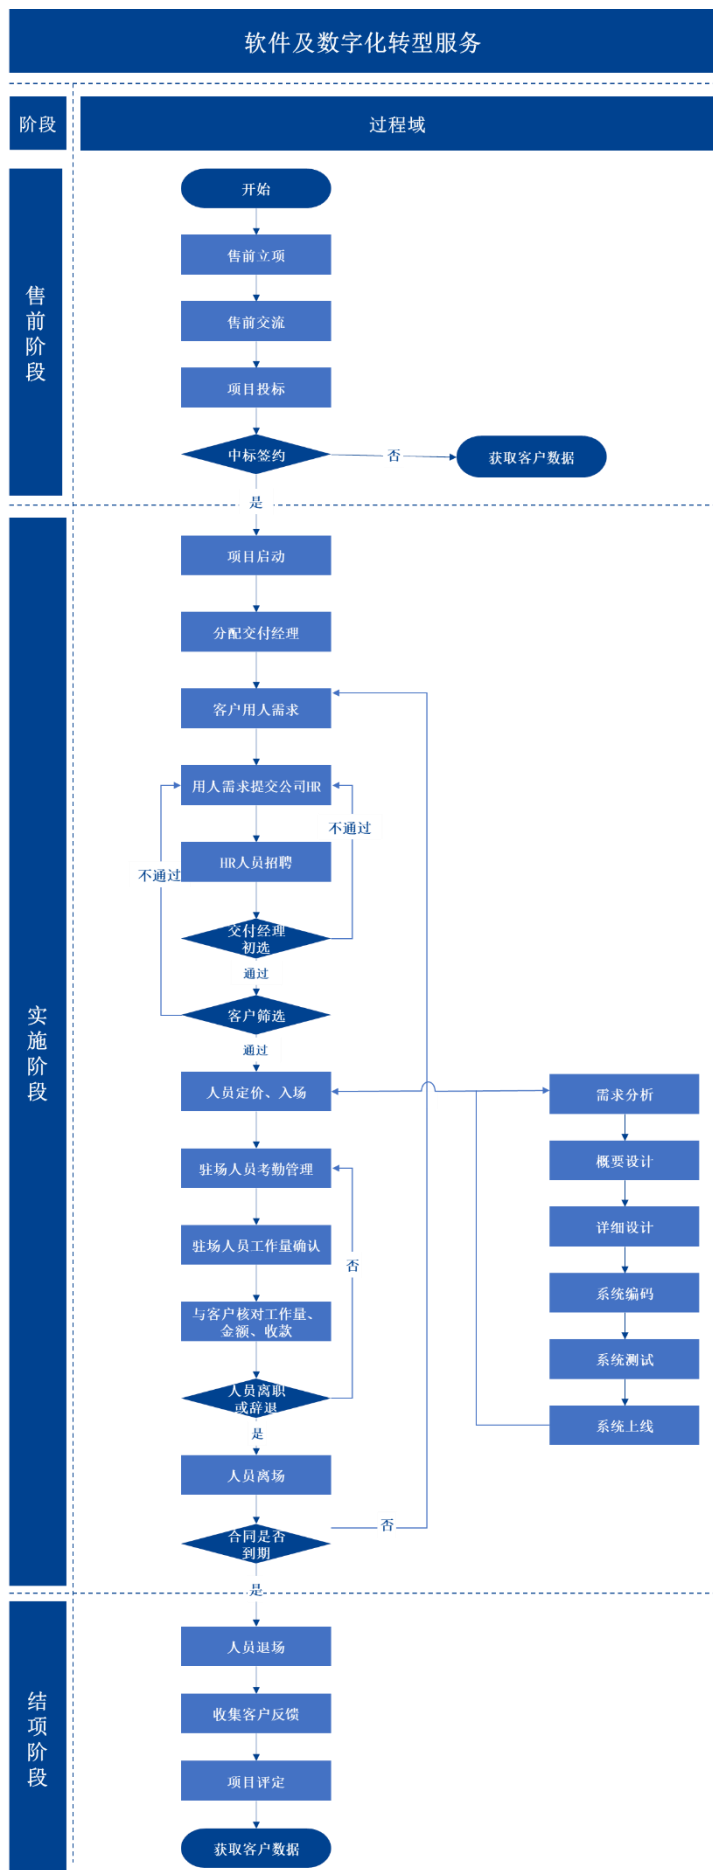 软件及数字化转型服务
阶段
过程域
售前阶段
开始
售前立项
售前交流
项目投标
中标签约
否
获取客户数据
是
实施阶段
项目启动
分配交付经理
客户用人需求
用人需求提交公司HR
不通过
HR人员招聘
不通过
交付经理
初选
通过
客户筛选
通过
人员定价、入场
需求分析
概要设计
驻场人员考勤管理
详细设计
驻场人员工作量确认
否
系统编码
与客户核对工作量、
金额、收款
系统测试
人员离职
或辞退
系统上线
是
人员离场
否
合同是否
到期
是
结项阶段
人员退场
收集客户反馈
项目评定
获取客户数据